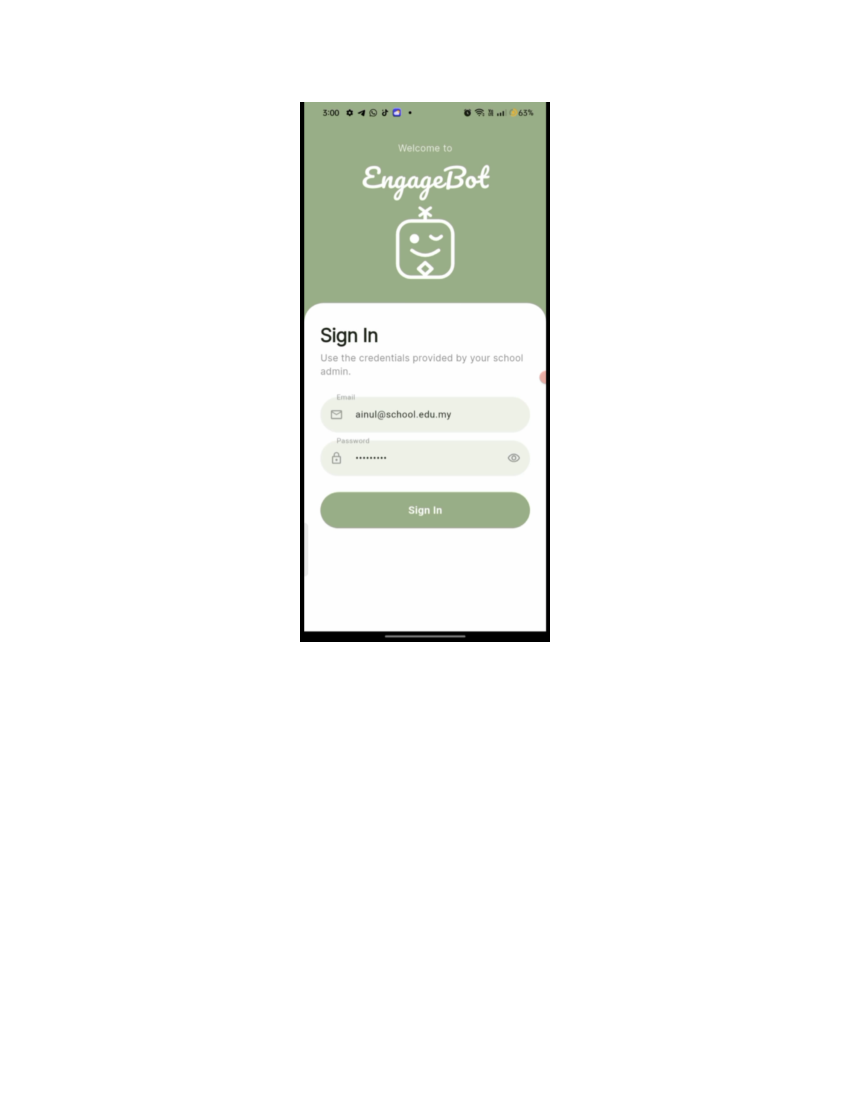 3:00
63%
Welcome to
EngageBot
Sign In
Use the credentials provided by your school
admin.
Email
ainul@school.edu.my
Password
•••••••••
Sign In